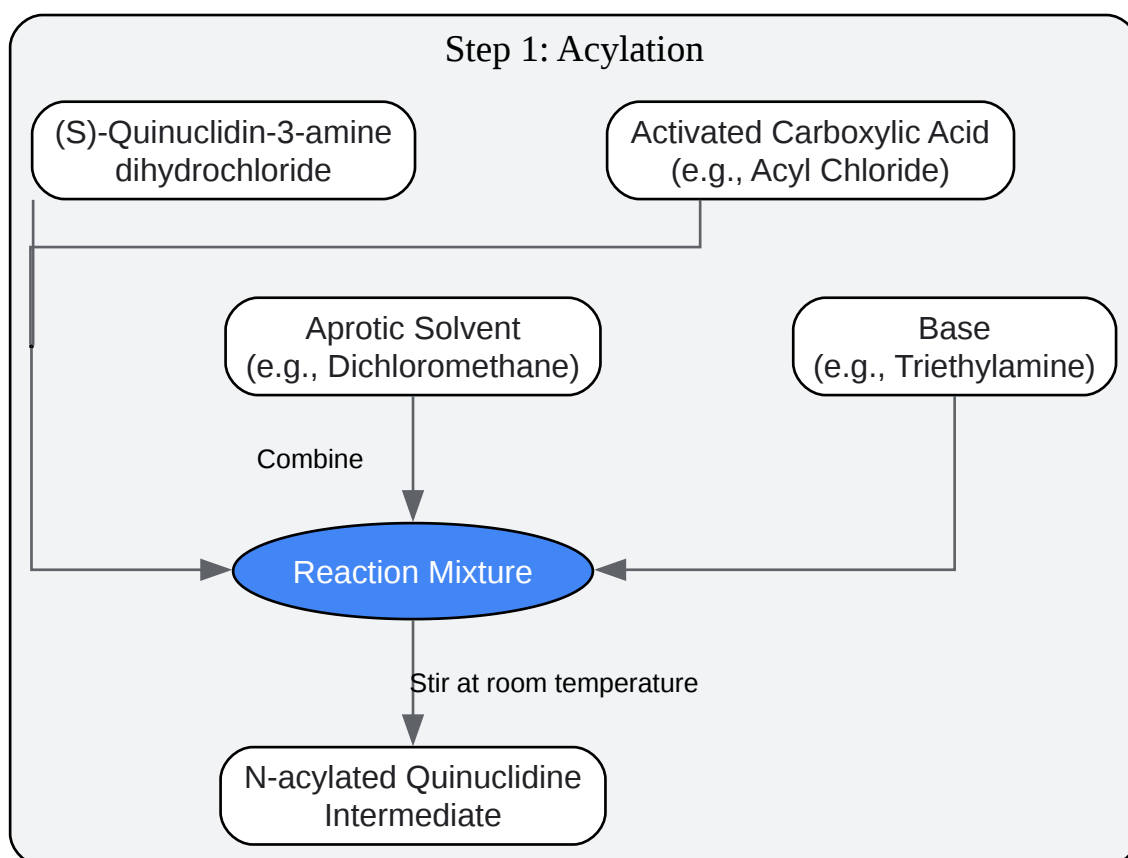 Step 1: Acylation
(S)-Quinuclidin-3-amine
dihydrochloride
Activated Carboxylic Acid
(e.g., Acyl Chloride)
Aprotic Solvent
(e.g., Dichloromethane)
Base
(e.g., Triethylamine)
Combine
Reaction Mixture
Stir at room temperature
N-acylated Quinuclidine
Intermediate